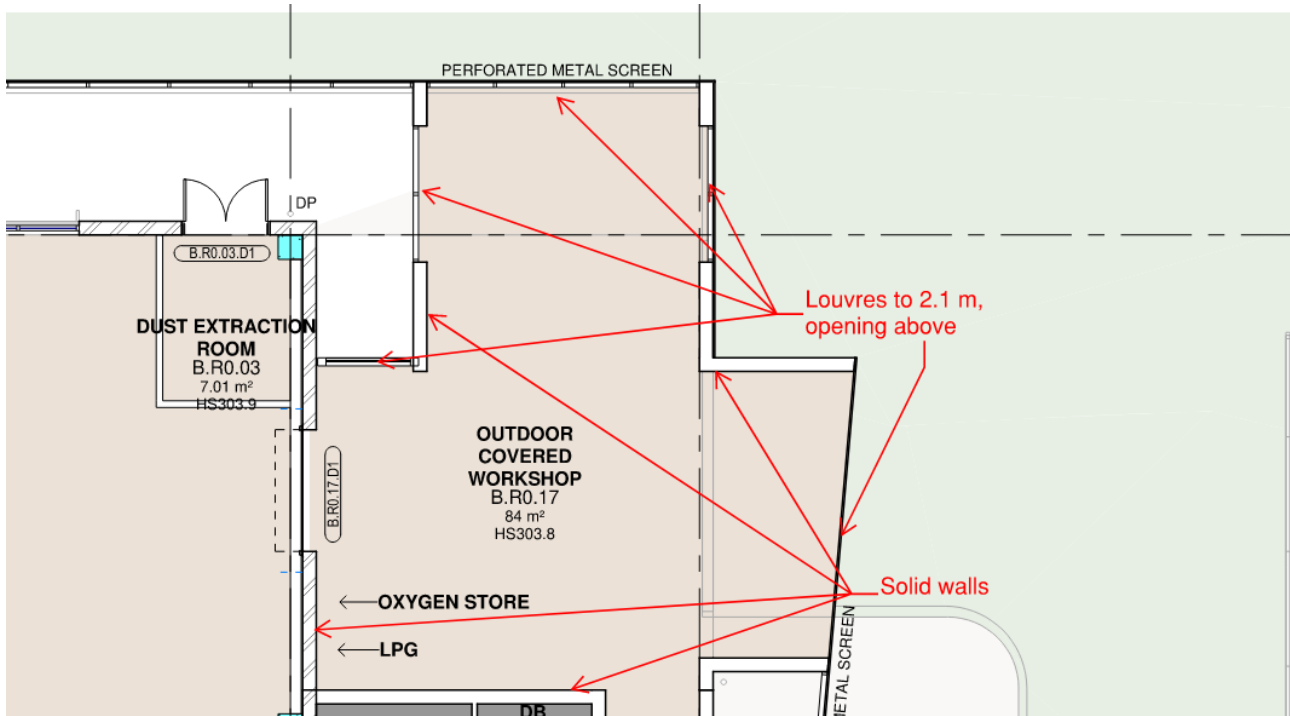 PERFORATED METAL SCREEN
DP
B.R0.03.D1
DUST EXTRACTION
ROOM
B.R0.03
7.01 m²
HS303.9
Louvres to 2.1 m,
opening above
OUTDOOR
COVERED
WORKSHOP
B.R0.17
84 m²
HS303.8
B.R0.17.D1
Solid walls
OXYGEN STORE
LPG
METAL SCREEN
DB